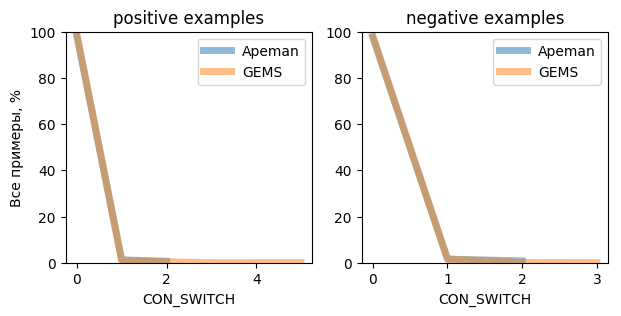 positive examples
negative examples
Все примеры, %
100
80
60
40
20
0
Apeman
GEMS
0
2
4
CON_SWITCH
100
80
60
40
20
0
Apeman
GEMS
0
1
2
3
CON_SWITCH